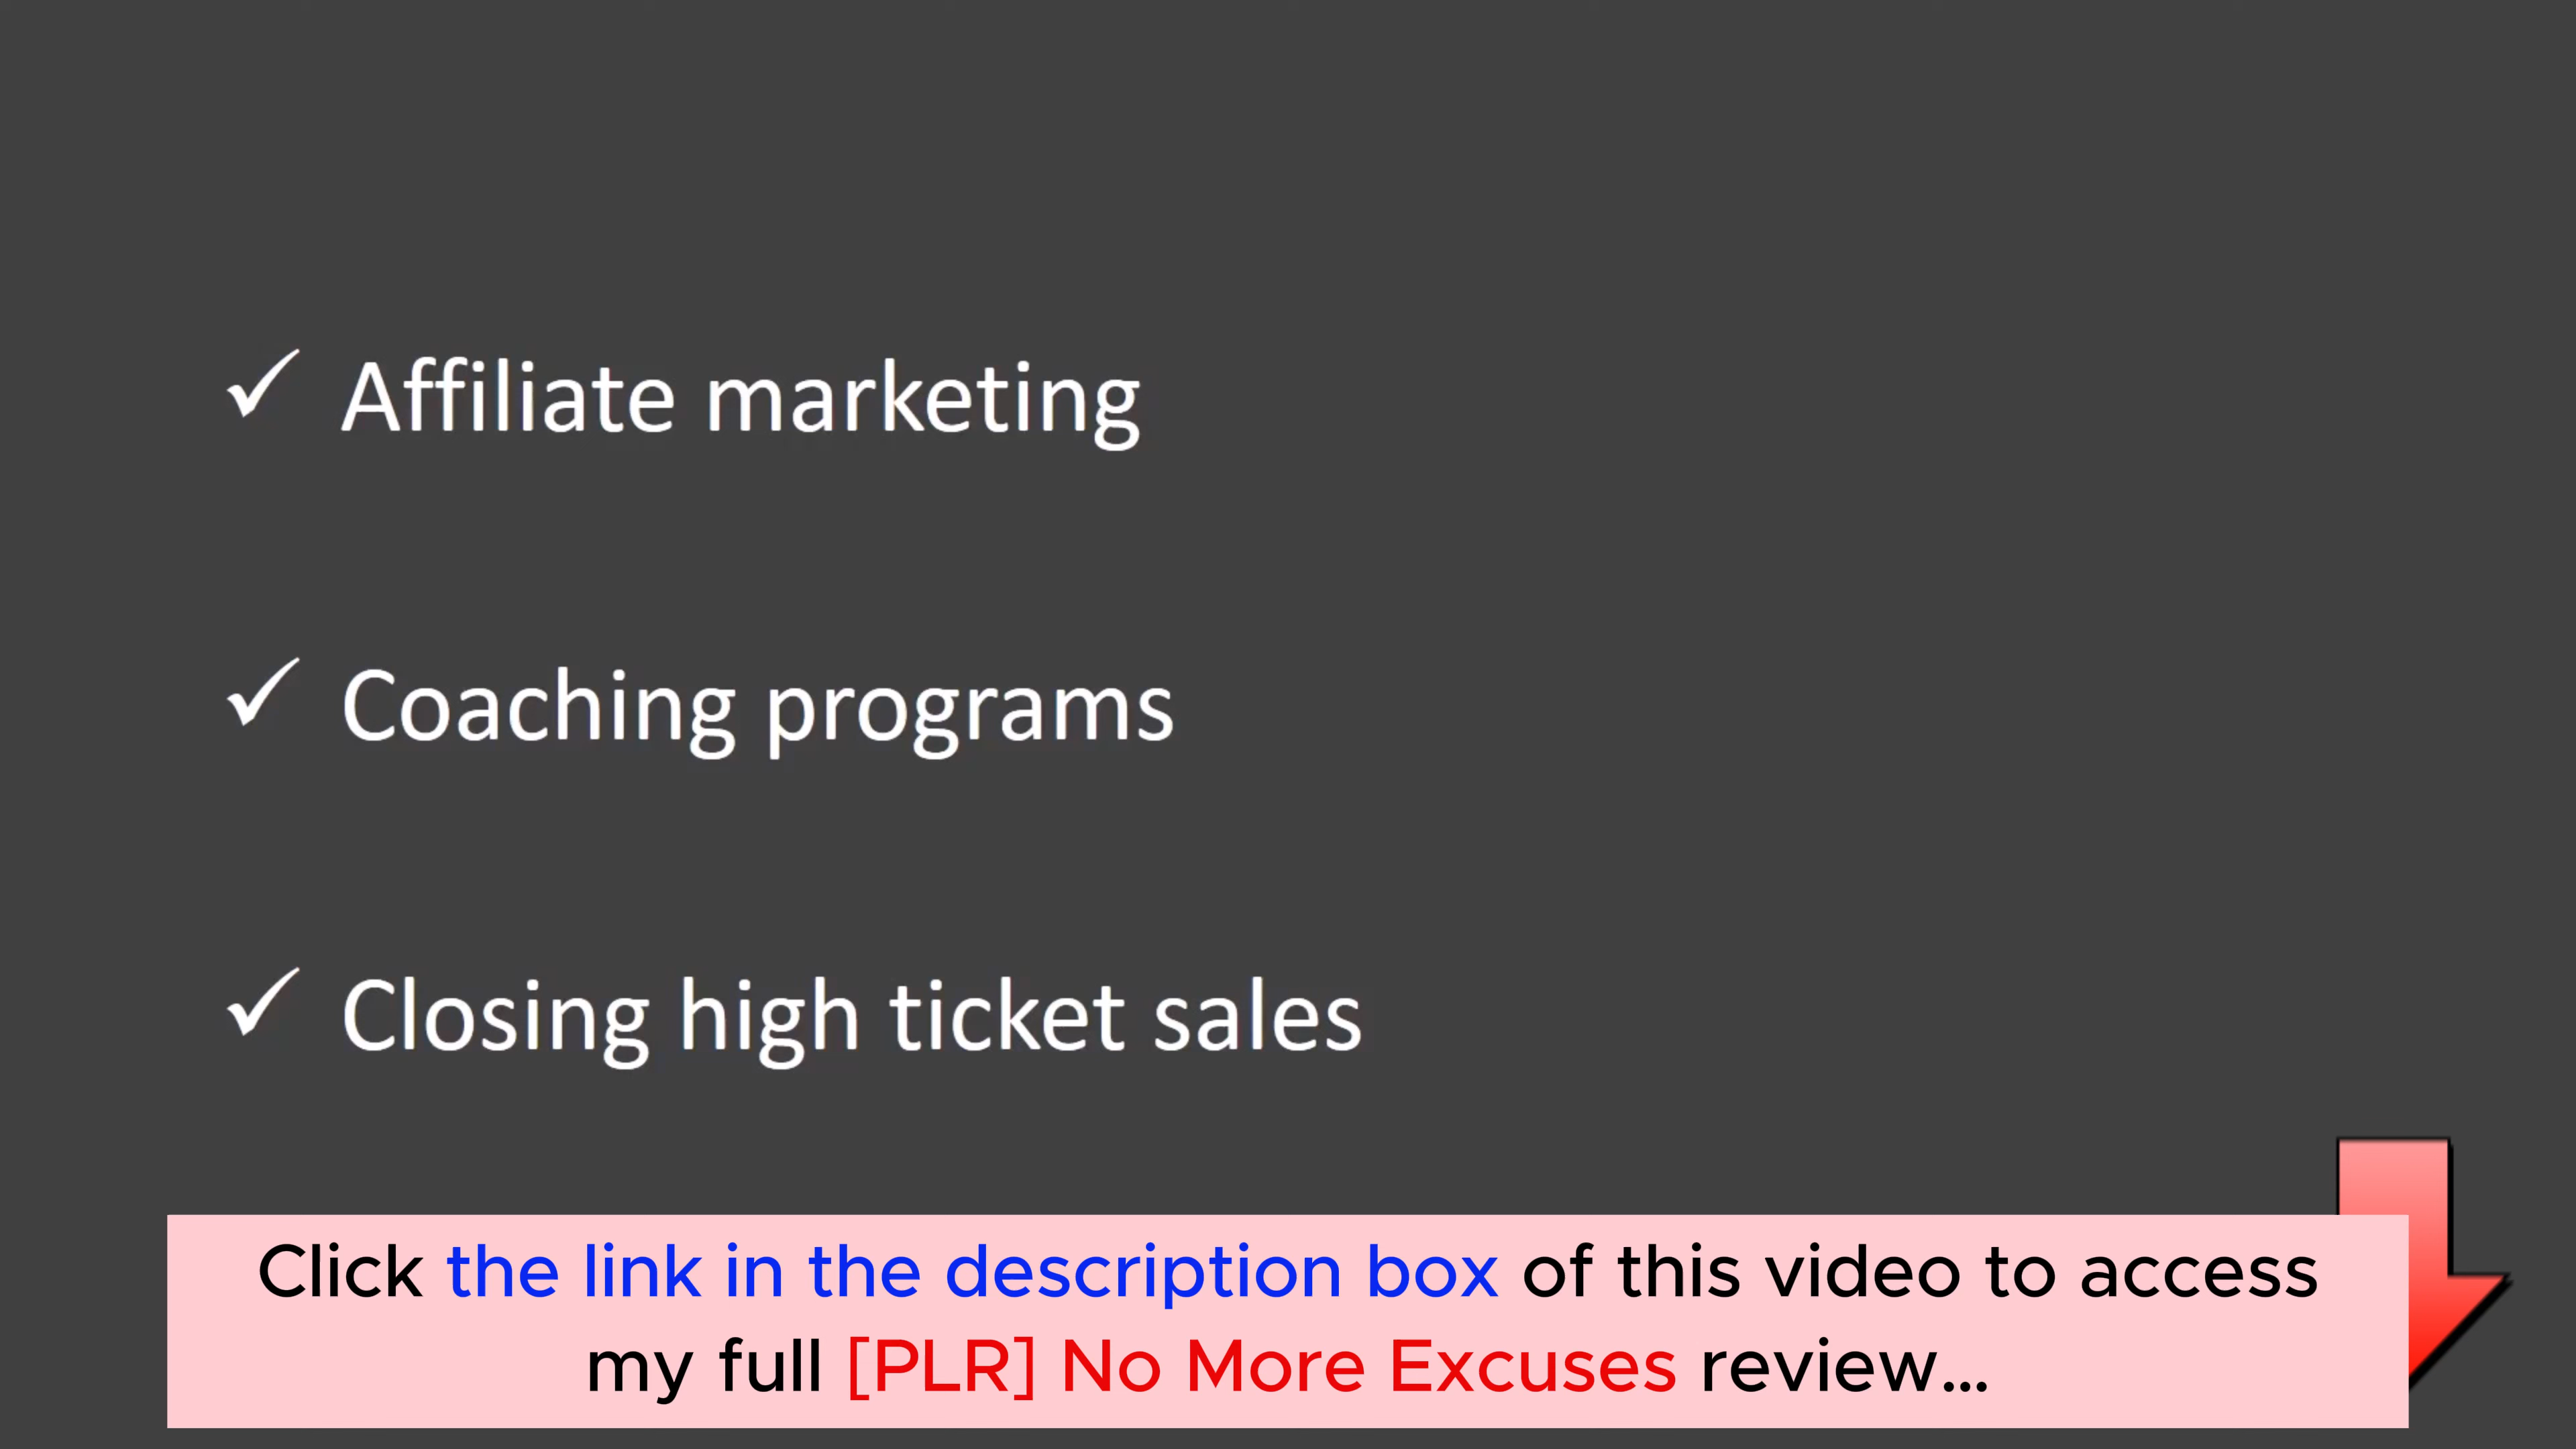 ✓ Affiliate marketing
✓ Coaching programs
✓ Closing high ticket sales
Click the link in the description box of this video to access
my full [PLR] No More Excuses review...